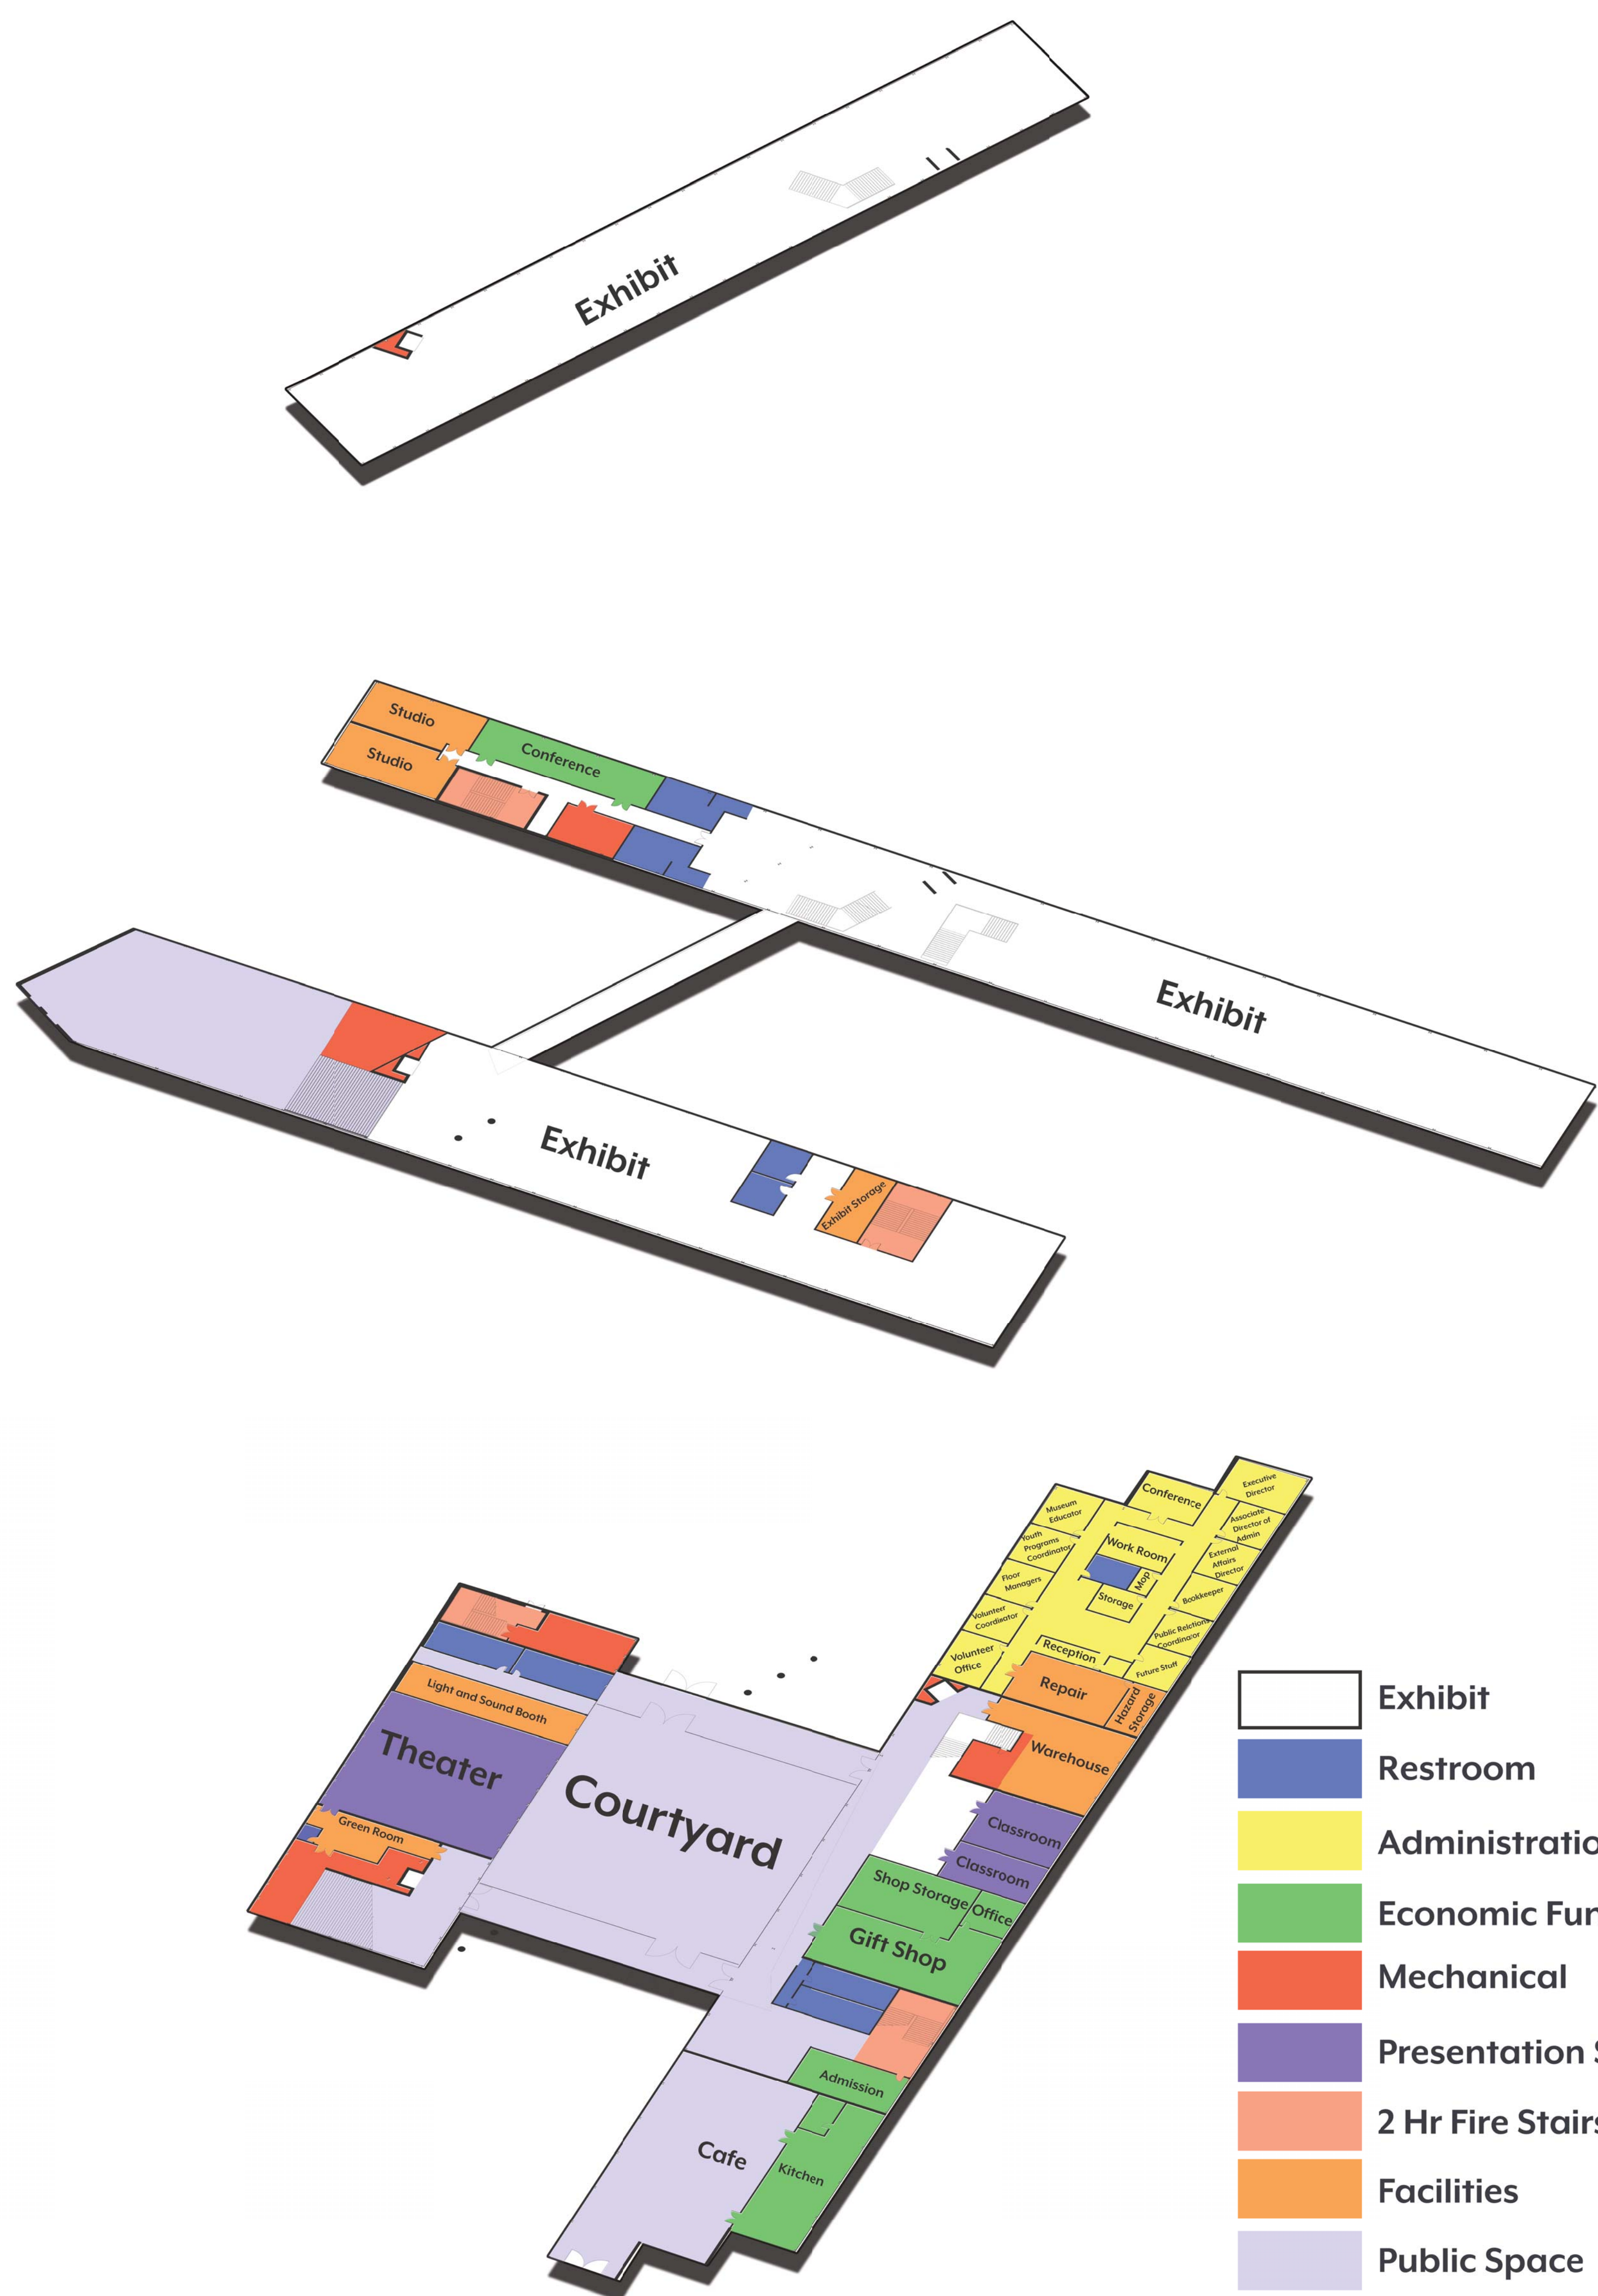 Exhibit
Studio
Studio
Conference
Exhibit
Exhibit
Exhibit Storage
Executive
Director
Conference
Museum
Educator
Associate
Director of
Admin
Youth
Programs
Coordinator
Work Room
External
Affairs
Director
Floor
Managers
Mop
Storage
Bookkeeper
Volunteer
Coordinator
Public Relations
Coordinator
Reception
Volunteer
Office
Future Stuff
Repair
Hazard
Storage
Warehouse
Light and Sound Booth
Theater
Courtyard
Green Room
Classroom
Classroom
Shop Storage
Office
Gift Shop
Admission
Cafe
Kitchen
Exhibit
Restroom
Administratio
Economic Fun
Mechanical
Presentation S
2 Hr Fire Stairs
Facilities
Public Space